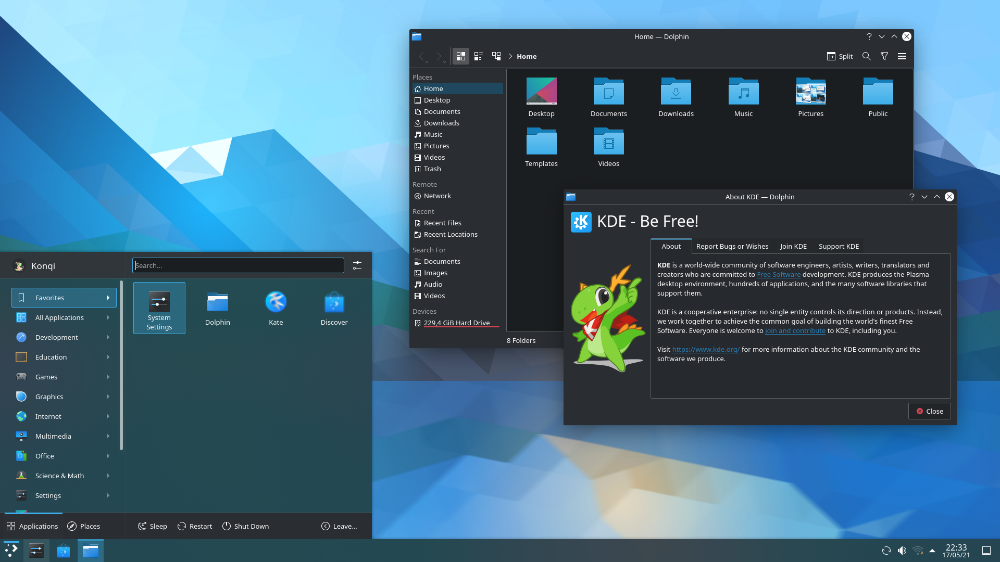 Home — Dolphin
Home
Split
Places
Home
Desktop
Documents
Downloads
Music
Pictures
Videos
Trash
Remote
Network
Recent
Recent Files
Recent Locations
Search For
Documents
Images
Audio
Videos
Devices
229,4 GiB Hard Drive
Desktop
Documents
Downloads
Music
Pictures
Public
Templates
Videos
8 Folders
About KDE — Dolphin
KDE - Be Free!
About
Report Bugs or Wishes
Join KDE
Support KDE
KDE is a world-wide community of software engineers, artists, writers, translators and
creators who are committed to Free Software development. KDE produces the Plasma
desktop environment, hundreds of applications, and the many software libraries that
support them.
KDE is a cooperative enterprise: no single entity controls its direction or products. Instead,
we work together to achieve the common goal of building the world's finest Free
Software. Everyone is welcome to join and contribute to KDE, including you.
Visit https://www.kde.org/ for more information about the KDE community and the
software we produce.
Close
Konqi
Search...
Favorites
All Applications
Development
Education
Games
Graphics
Internet
Multimedia
Office
Science & Math
Settings
System
Settings
Dolphin
Kate
Discover
Applications
Places
Sleep
Restart
Shut Down
Leave...
22:33
17/05/21